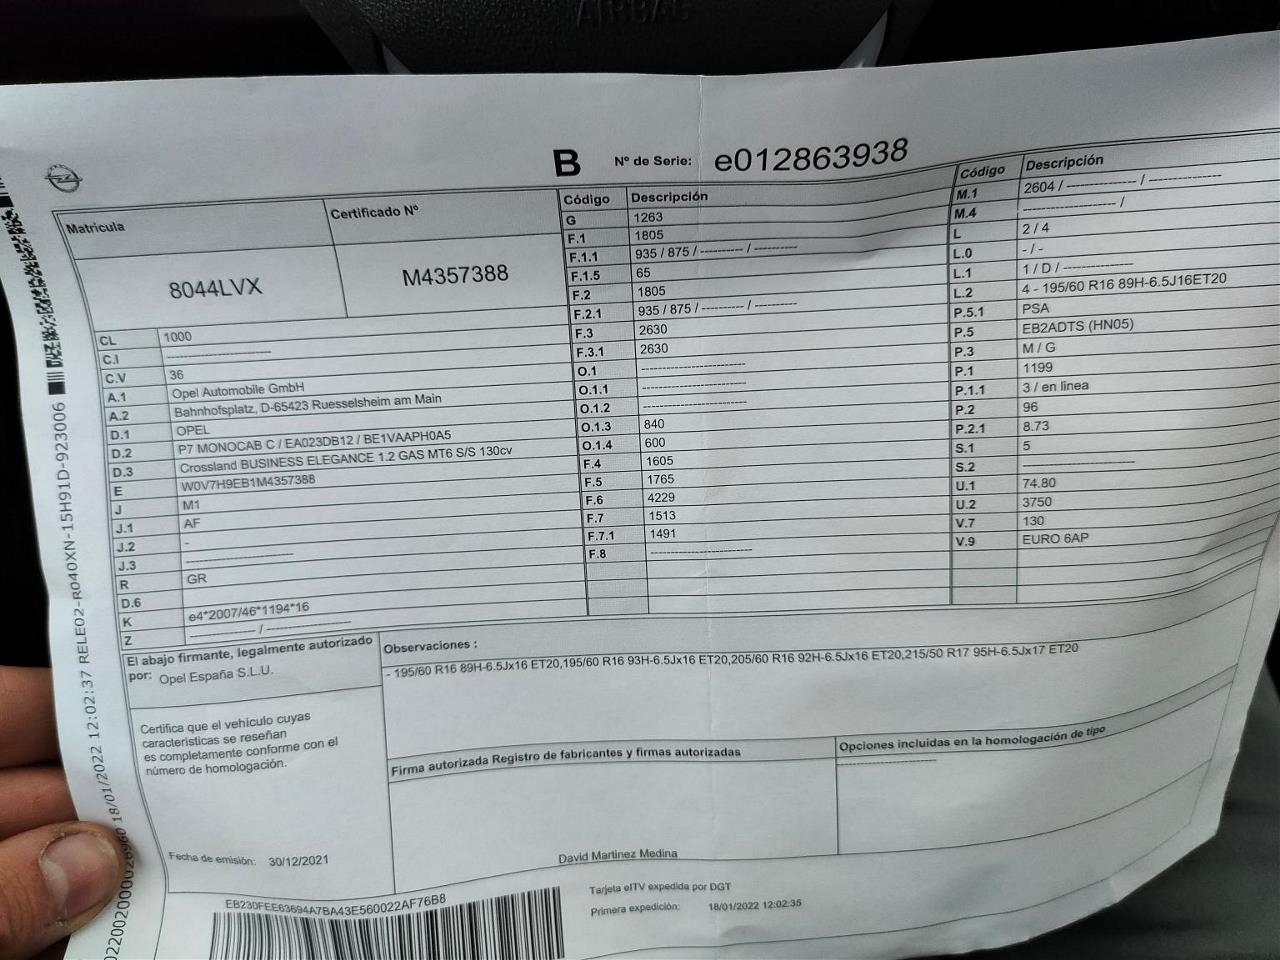 AIRBAG
B Nº de Serie: e012863938
Matrícula
8044LVX
Certificado Nº
M4357388
CL 1000
C.I --------------------
C.V 36
A.1 Opel Automobile GmbH
A.2 Bahnhofsplatz, D-65423 Ruesselsheim am Main
D.1 OPEL
D.2 P7 MONOCAB C / EA023DB12 / BE1VAAPH0A5
D.3 Crossland BUSINESS ELEGANCE 1.2 GAS MT6 S/S 130cv
E W0V7H9EB1M4357388
J M1
J.1 AF
J.2 -
J.3 --------------------
R GR
D.6
K e4*2007/46*1194*16
Z ------------ / ---------------
Código Descripción
G 1263
F.1 1805
F.1.1 935 / 875 / ---------- / ----------
F.1.5 65
F.2 1805
F.2.1 935 / 875 / ---------- / ----------
F.3 2630
F.3.1 2630
O.1 --------------------
O.1.1 --------------------
O.1.2 --------------------
O.1.3 840
O.1.4 600
F.4 1605
F.5 1765
F.6 4229
F.7 1513
F.7.1 1491
F.8 --------------------
Código Descripción
M.1 2604 / --------------- / ---------------
M.4 -------------------- /
L 2 / 4
L.0 - / -
L.1 1 / D / ---------------
L.2 4 - 195/60 R16 89H-6.5J16ET20
P.5.1 PSA
P.5 EB2ADTS (HN05)
P.3 M / G
P.1 1199
P.1.1 3 / en linea
P.2 96
P.2.1 8.73
S.1 5
S.2 --------------------
U.1 74.80
U.2 3750
V.7 130
V.9 EURO 6AP
El abajo firmante, legalmente autorizado
por: Opel España S.L.U.
Certifica que el vehículo cuyas
características se reseñan
es completamente conforme con el
número de homologación.
Fecha de emisión: 30/12/2021
Observaciones :
- 195/60 R16 89H-6.5Jx16 ET20,195/60 R16 93H-6.5Jx16 ET20,205/60 R16 92H-6.5Jx16 ET20,215/50 R17 95H-6.5Jx17 ET20
Firma autorizada Registro de fabricantes y firmas autorizadas
David Martinez Medina
Opciones incluidas en la homologación de tipo
--------------------
EB230FEE63694A7BA43E560022AF76B8
Tarjeta eITV expedida por DGT
Primera expedición: 18/01/2022 12:02:35
18/01/2022 12:02:37 RELE02-R040XN-15H91D-923006